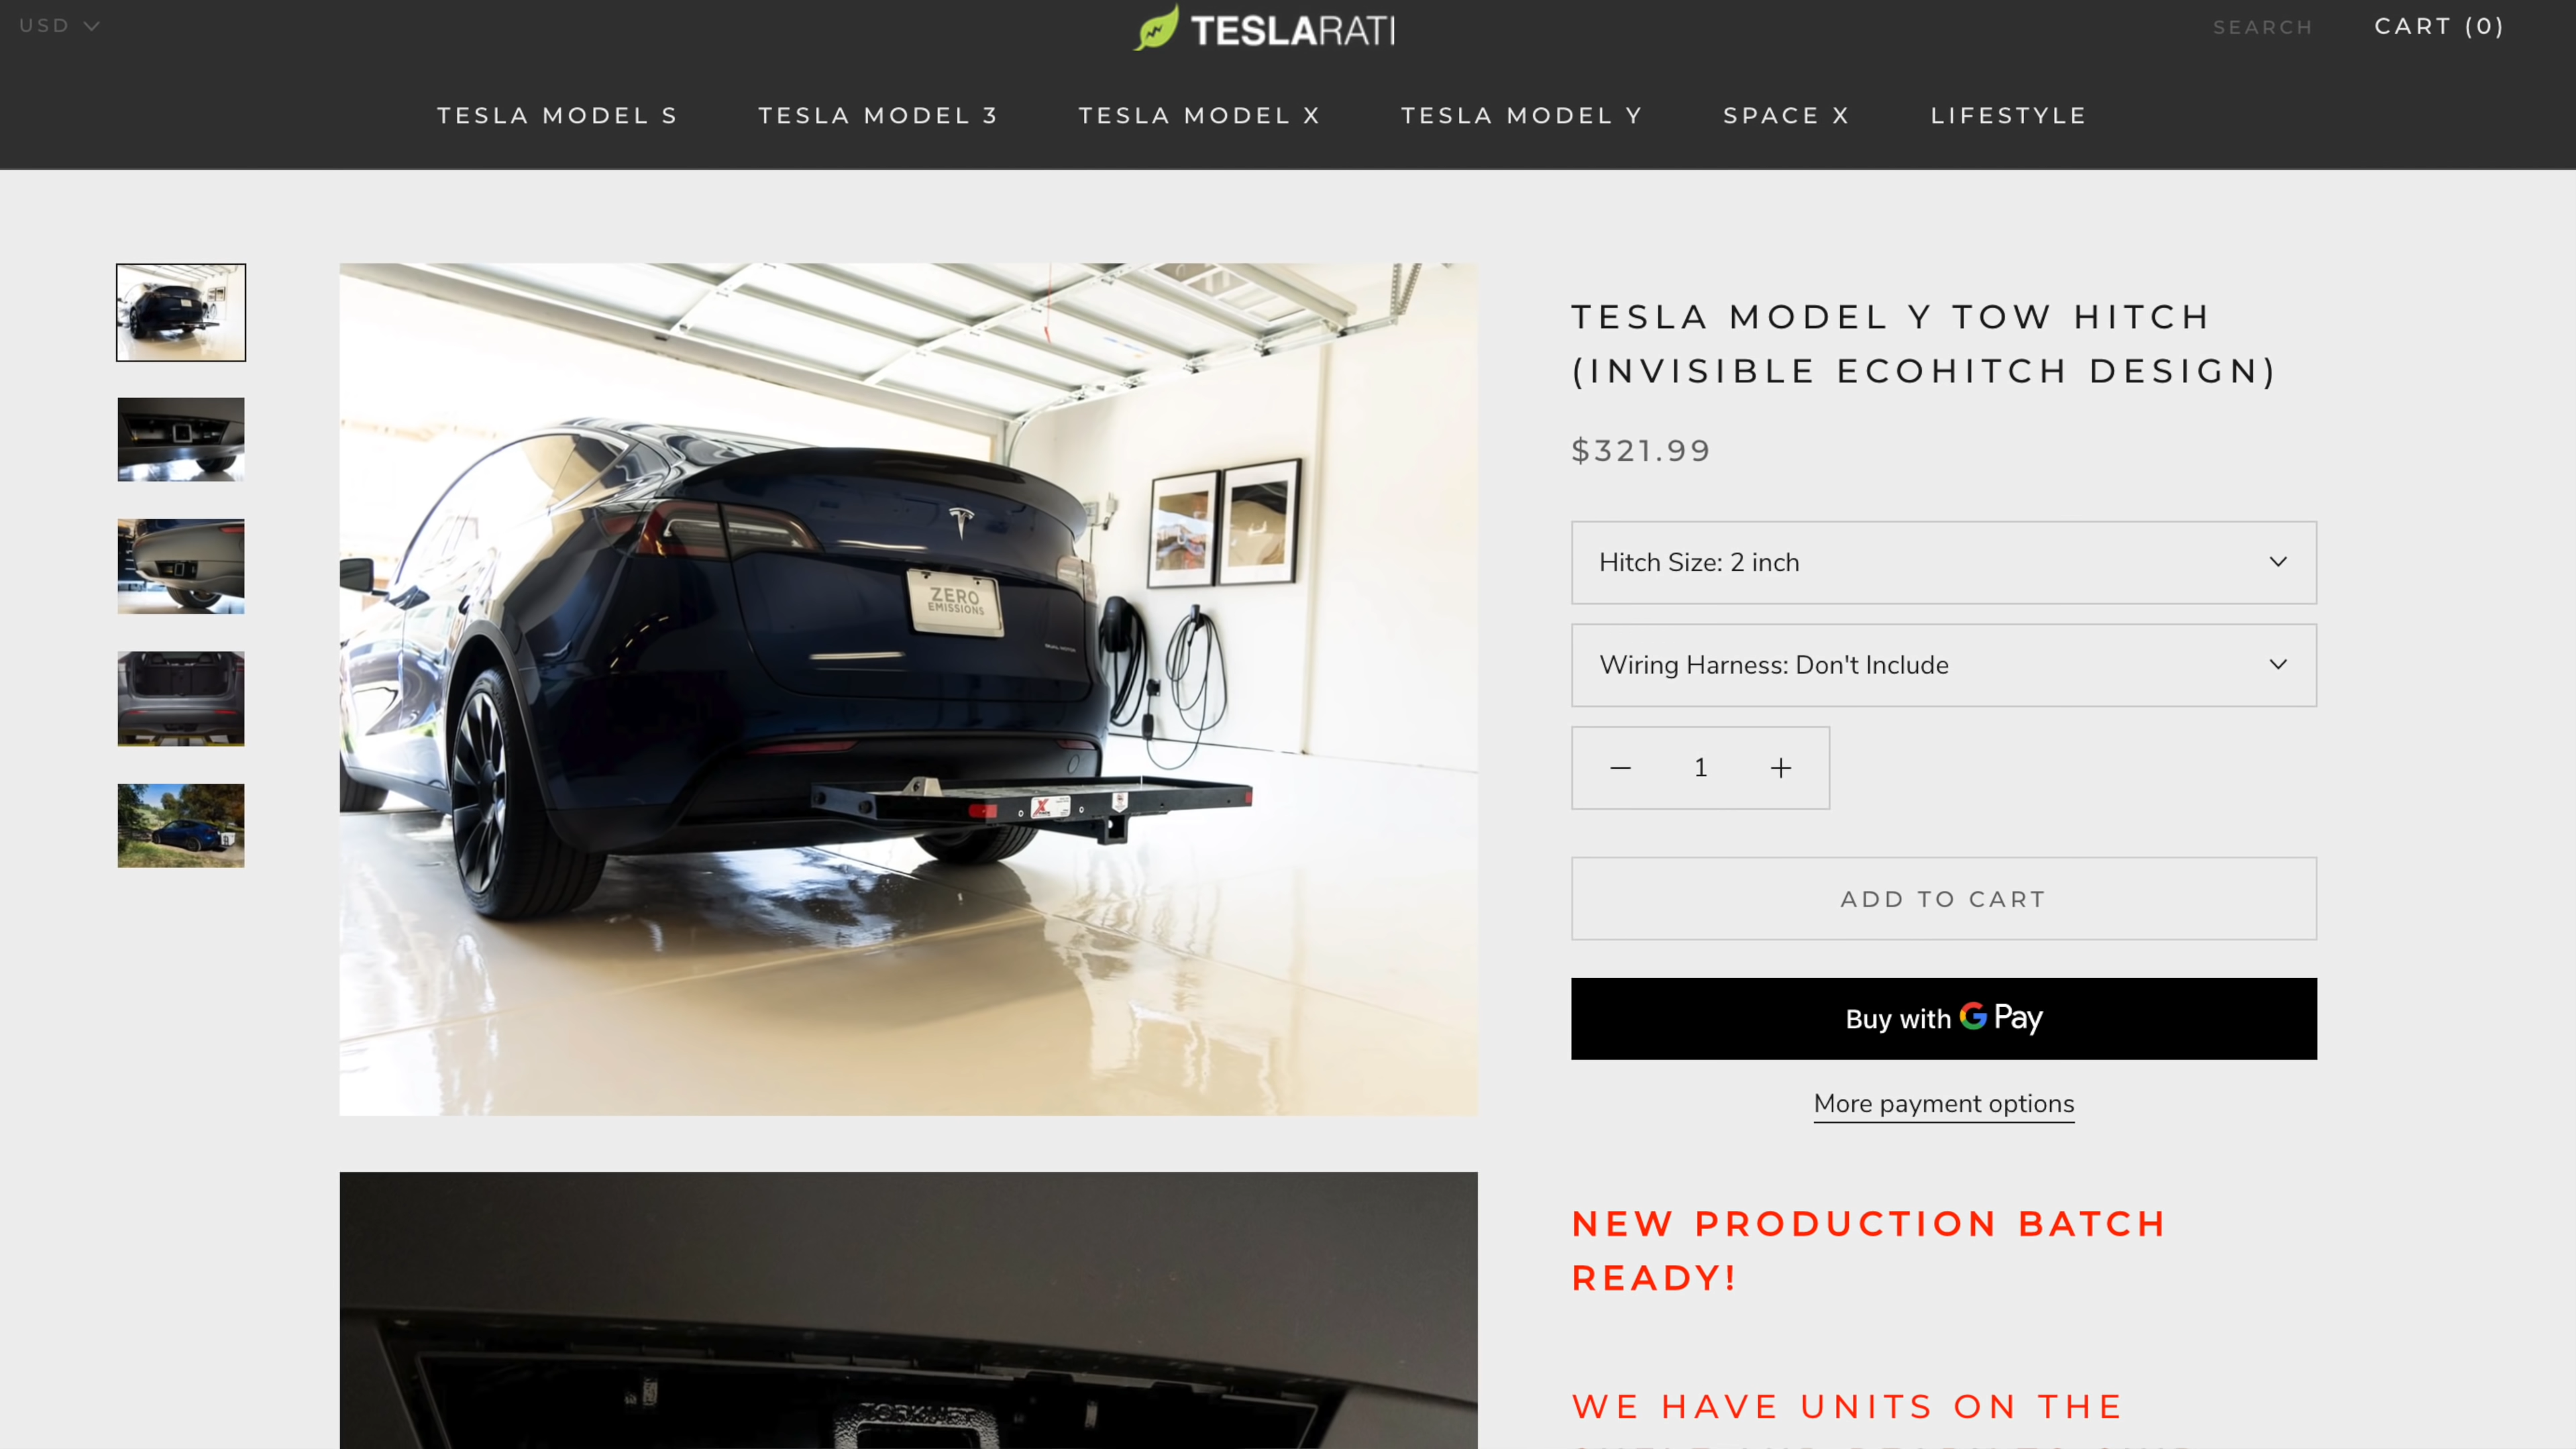 USD
TESLARATI
SEARCH
CART (0)
TESLA MODEL S
TESLA MODEL 3
TESLA MODEL X
TESLA MODEL Y
SPACE X
LIFESTYLE
ZERO
EMISSIONS
DUAL MOTOR
TESLA MODEL Y TOW HITCH
(INVISIBLE ECOHITCH DESIGN)
$321.99
Hitch Size: 2 inch
Wiring Harness: Don't Include
1
ADD TO CART
Buy with G Pay
More payment options
NEW PRODUCTION BATCH
READY!
WE HAVE UNITS ON THE